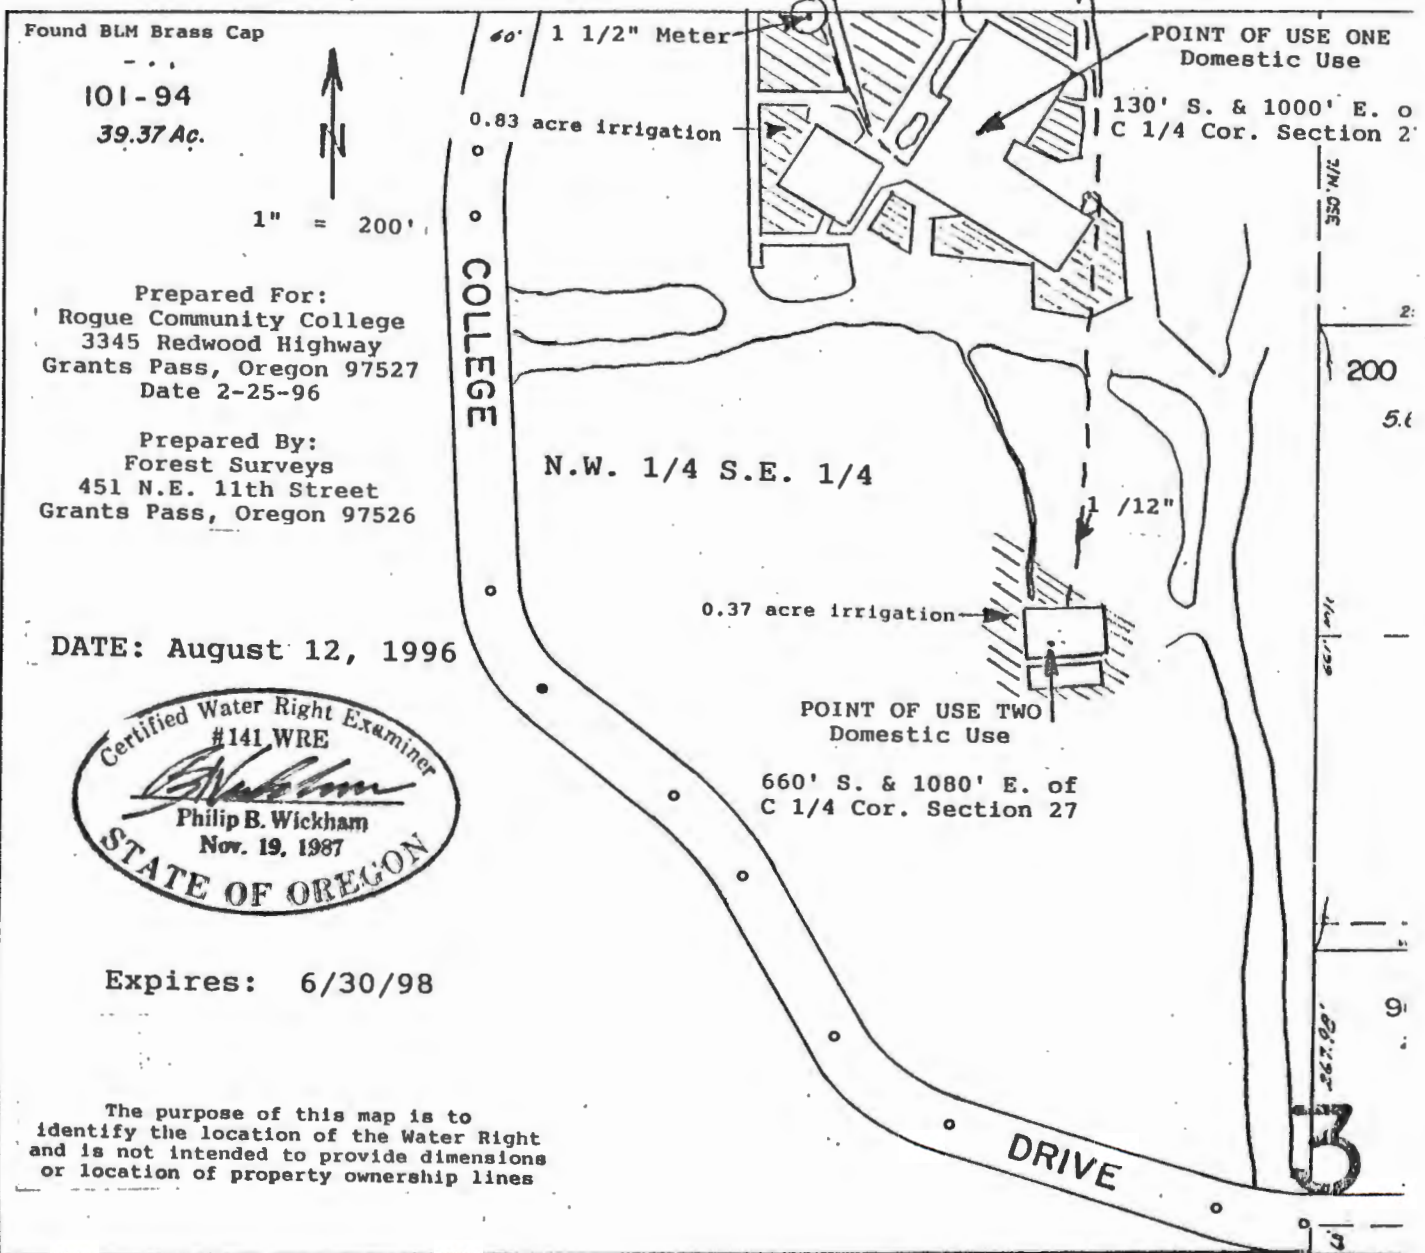 Found BLM Brass Cap
101-94
39.37 Ac.
N
1" = 200'
60'
1 1/2" Meter
0.83 acre irrigation
POINT OF USE ONE
Domestic Use
130' S. & 1000' E. o
C 1/4 Cor. Section 2
Prepared For:
Rogue Community College
3345 Redwood Highway
Grants Pass, Oregon 97527
Date 2-25-96
Prepared By:
Forest Surveys
451 N.E. 11th Street
Grants Pass, Oregon 97526
COLLEGE
N.W. 1/4 S.E. 1/4
200
1 /12"
0.37 acre irrigation
POINT OF USE TWO
Domestic Use
660' S. & 1080' E. of
C 1/4 Cor. Section 27
DATE: August 12, 1996
Certified Water Right Examiner
#141 WRE
Philip B. Wickham
Nov. 19, 1987
STATE OF OREGON
Expires: 6/30/98
267.98'
9
3
The purpose of this map is to
identify the location of the Water Right
and is not intended to provide dimensions
or location of property ownership lines
DRIVE